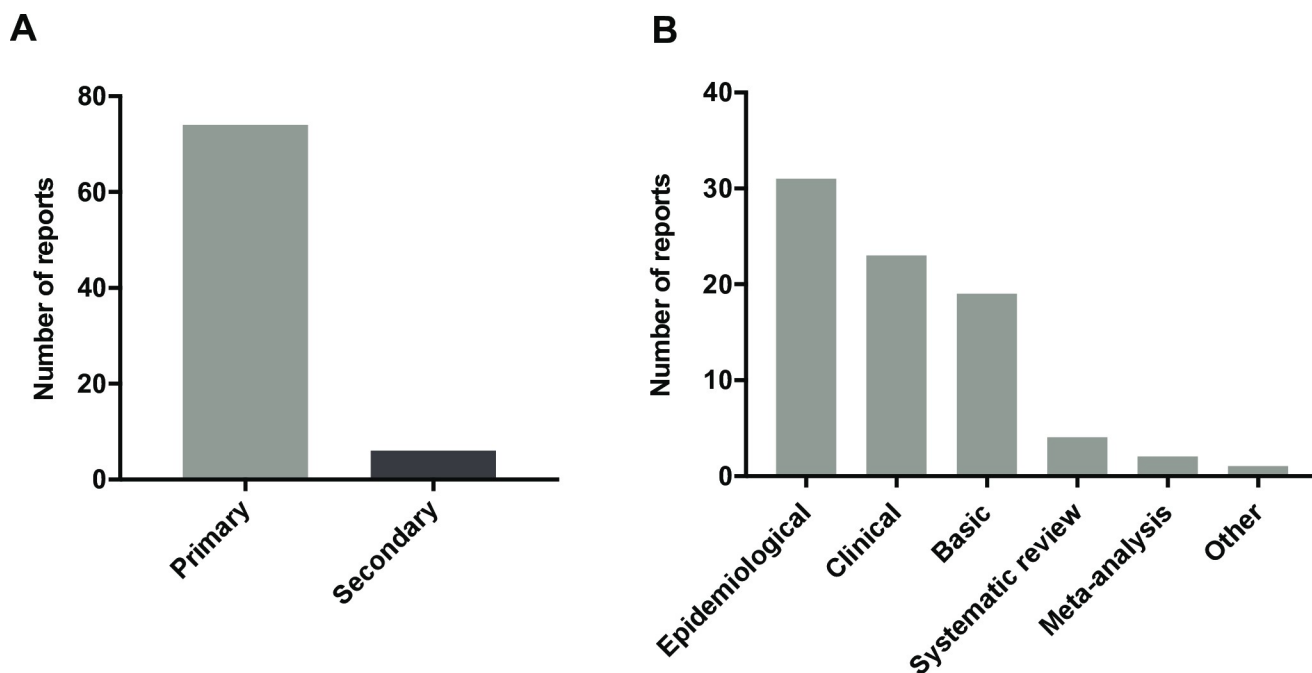 A
Number of reports
80
60
40
20
0
Primary
Secondary
B
Number of reports
40
30
20
10
0
Epidemiological
Clinical
Basic
Systematic review
Meta-analysis
Other